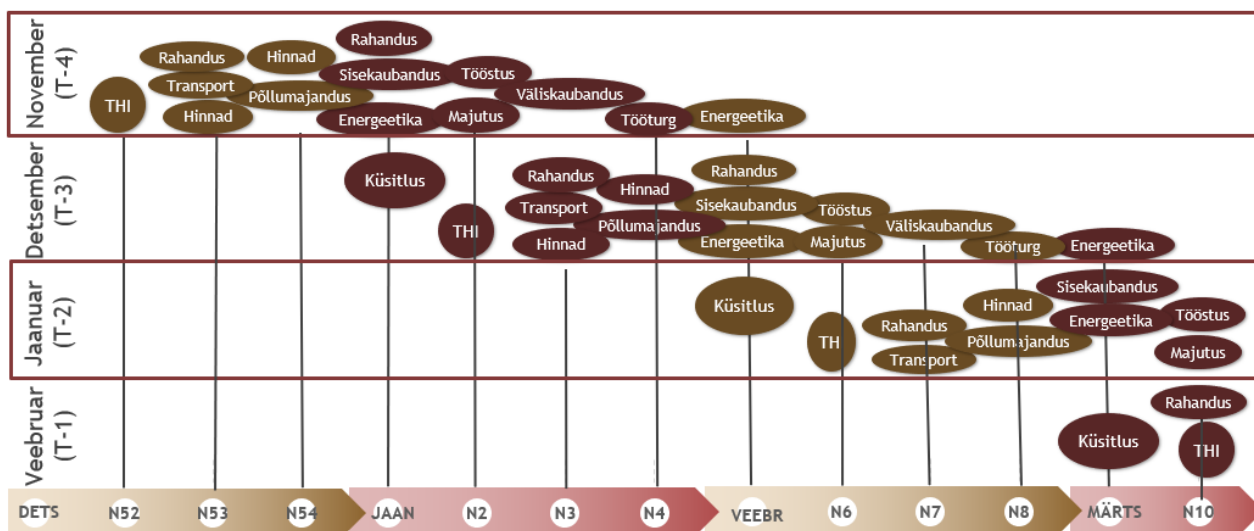 November
(T-4)
THI
Rahandus
Transport
Hinnad
Hinnad
Põllumajandus
Rahandus
Sisekaubandus
Energeetika
Tööstus
Majutus
Väliskaubandus
Tööturg
Energeetika
Detsember
(T-3)
Küsitlus
THI
Rahandus
Transport
Hinnad
Hinnad
Põllumajandus
Rahandus
Sisekaubandus
Energeetika
Tööstus
Majutus
Väliskaubandus
Tööturg
Energeetika
Jaanuar
(T-2)
Küsitlus
THI
Rahandus
Transport
Hinnad
Põllumajandus
Sisekaubandus
Energeetika
Tööstus
Majutus
Veebruar
(T-1)
Küsitlus
Rahandus
THI
DETS
N52
N53
N54
JAAN
N2
N3
N4
VEEBR
N6
N7
N8
MÄRTS
N10